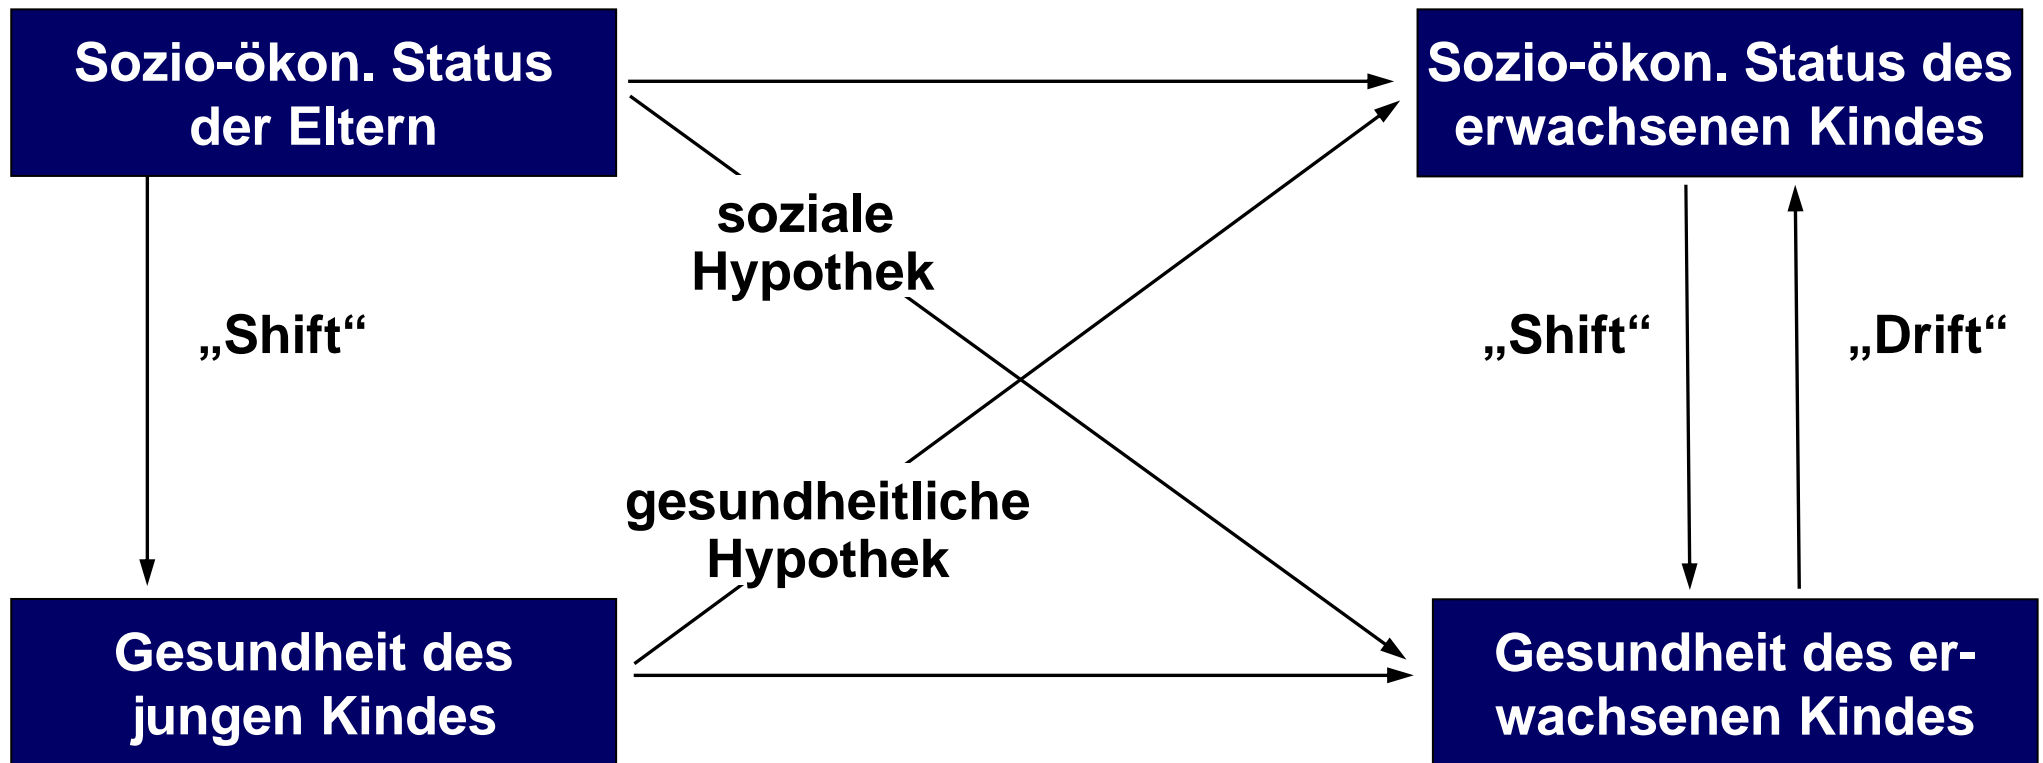 Sozio-ökon. Status
der Eltern
Sozio-ökon. Status des
erwachsenen Kindes
soziale
Hypothek
„Shift“
„Shift“
„Drift“
gesundheitliche
Hypothek
Gesundheit des
jungen Kindes
Gesundheit des er-
wachsenen Kindes